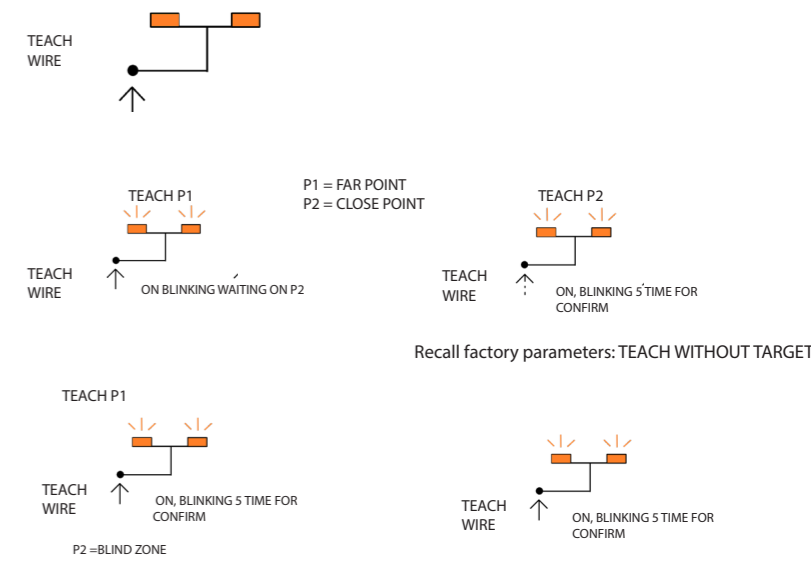 TEACH
WIRE
TEACH P1
P1 = FAR POINT
P2 = CLOSE POINT
TEACH P2
TEACH
WIRE
ON BLINKING WAITING ON P2
TEACH
WIRE
ON, BLINKING 5 TIME FOR
CONFIRM
Recall factory parameters: TEACH WITHOUT TARGET
TEACH P1
TEACH
WIRE
ON, BLINKING 5 TIME FOR
CONFIRM
P2 =BLIND ZONE
TEACH
WIRE
ON, BLINKING 5 TIME FOR
CONFIRM